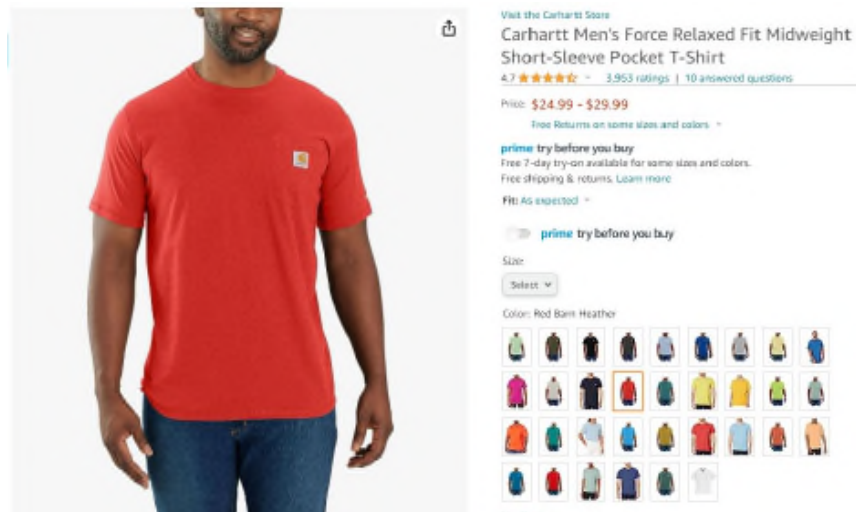 Visit the Carhartt Store
Carhartt Men's Force Relaxed Fit Midweight
Short-Sleeve Pocket T-Shirt
4.7 3,953 ratings | 10 answered questions
Price: $24.99 - $29.99
Free Returns on some sizes and colors
prime try before you buy
Free 7-day try-on available for some sizes and colors.
Free shipping & returns. Learn more
Fit: As expected
prime try before you buy
Size:
Select
Color: Red Barn Heather